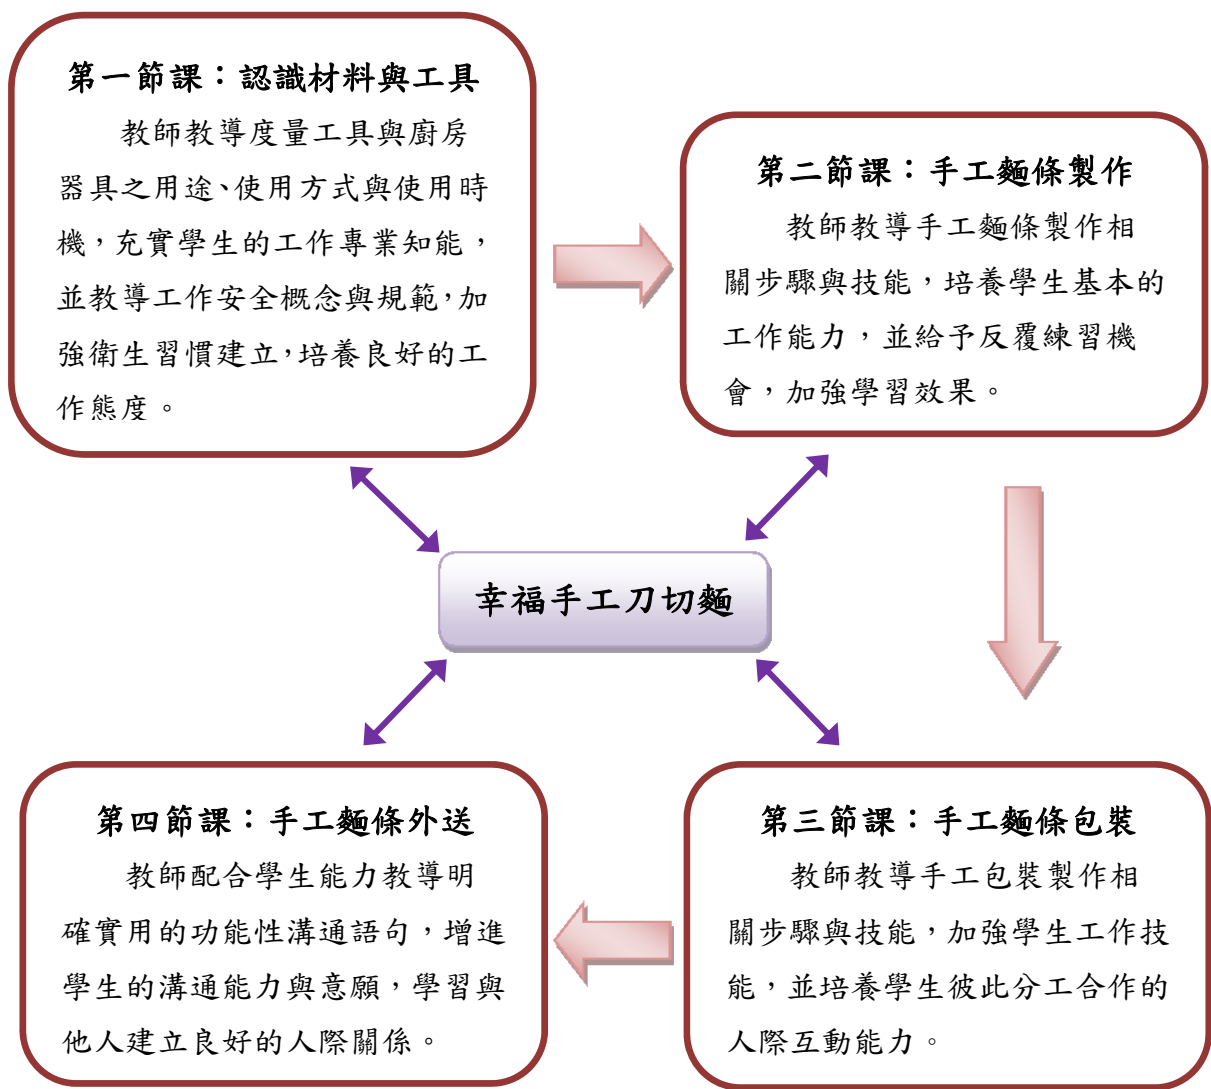 第一節課：認識材料與工具
教師教導度量工具與廚房
器具之用途、使用方式與使用時
機，充實學生的工作專業知能，
並教導工作安全概念與規範，加
強衛生習慣建立，培養良好的工
作態度。
第二節課：手工麵條製作
教師教導手工麵條製作相
關步驟與技能，培養學生基本的
工作能力，並給予反覆練習機
會，加強學習效果。
幸福手工刀切麵
第三節課：手工麵條包裝
教師教導手工包裝製作相
關步驟與技能，加強學生工作技
能，並培養學生彼此分工合作的
人際互動能力。
第四節課：手工麵條外送
教師配合學生能力教導明
確實用的功能性溝通語句，增進
學生的溝通能力與意願，學習與
他人建立良好的人際關係。